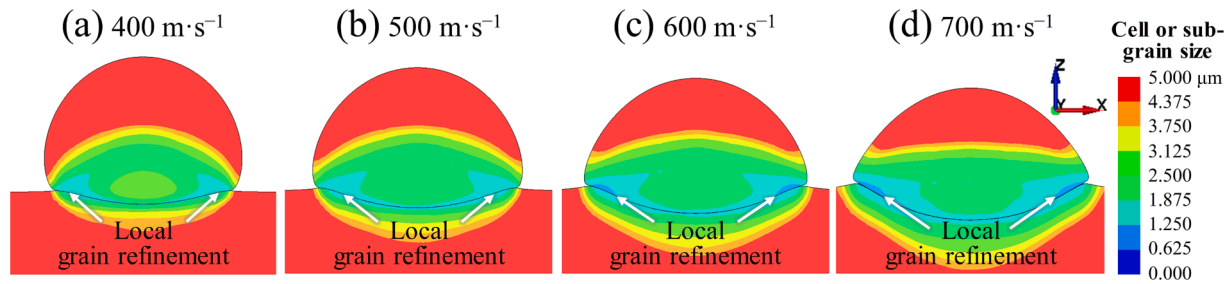 (a) 400 m·s⁻¹
(b) 500 m·s⁻¹
(c) 600 m·s⁻¹
(d) 700 m·s⁻¹
Local
grain refinement
Local
grain refinement
Local
grain refinement
Local
grain refinement
Z
Y
X
Cell or sub-
grain size
5.000 μm
4.375
3.750
3.125
2.500
1.875
1.250
0.625
0.000